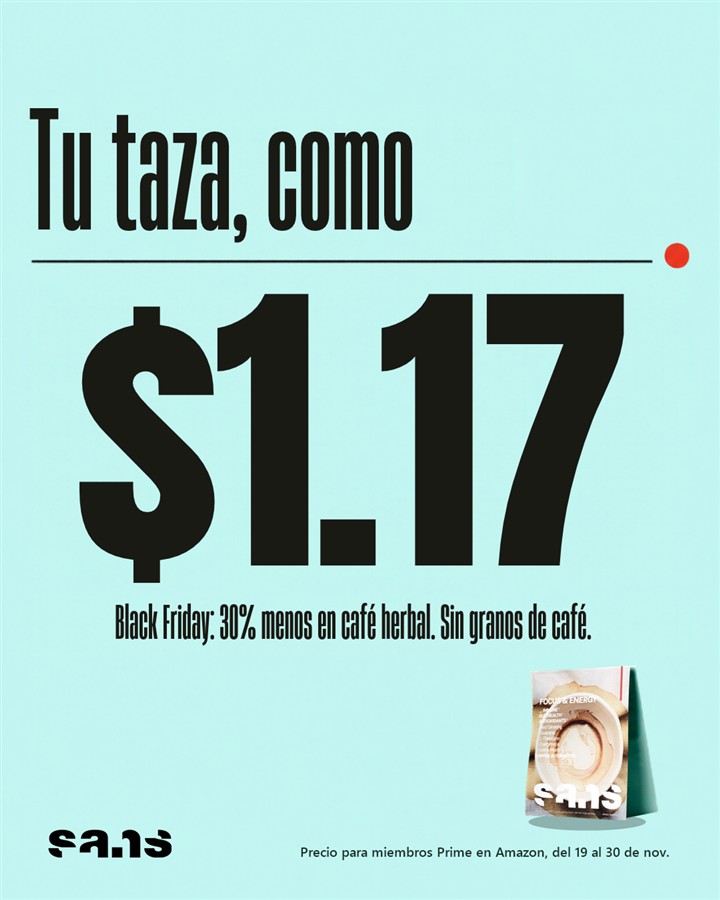 Tu taza, como
$1.17
Black Friday: 30% menos en café herbal. Sin granos de café.
FOCUS & ENERGY
sans
sans
Precio para miembros Prime en Amazon, del 19 al 30 de nov.